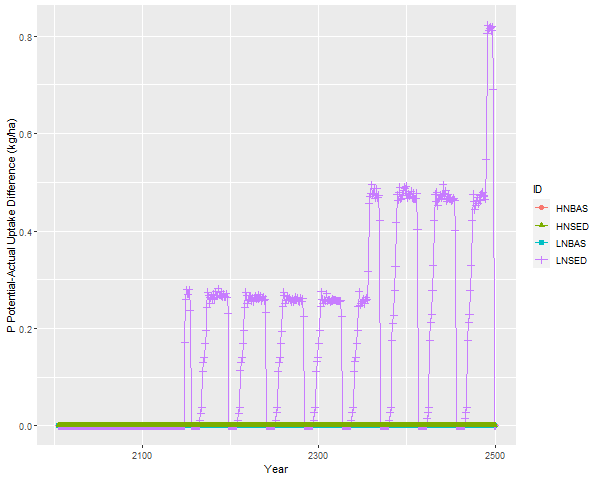 P Potential-Actual Uptake Difference (kg/ha)
0.8
0.6
0.4
0.2
0.0
2100
2300
2500
Year
ID
HNBAS
HNSED
LNBAS
LNSED